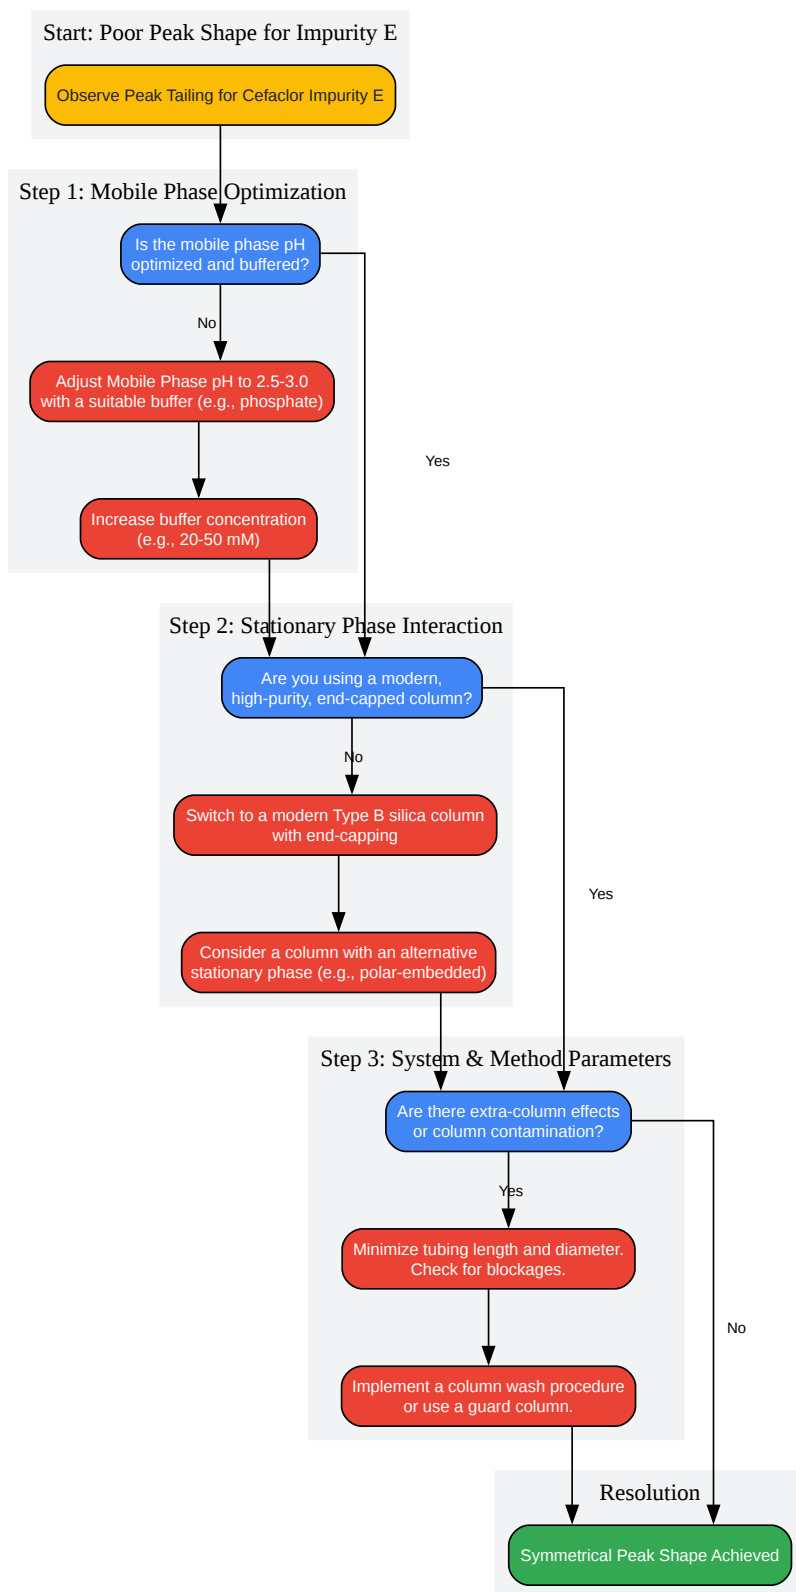 Start: Poor Peak Shape for Impurity E
Observe Peak Tailing for Cefaclor Impurity E
Step 1: Mobile Phase Optimization
Is the mobile phase pH
optimized and buffered?
No
Adjust Mobile Phase pH to 2.5-3.0
with a suitable buffer (e.g., phosphate)
Yes
Increase buffer concentration
(e.g., 20-50 mM)
Step 2: Stationary Phase Interaction
Are you using a modern,
high-purity, end-capped column?
No
Switch to a modern Type B silica column
with end-capping
Yes
Consider a column with an alternative
stationary phase (e.g., polar-embedded)
Step 3: System & Method Parameters
Are there extra-column effects
or column contamination?
Yes
Minimize tubing length and diameter.
Check for blockages.
No
Implement a column wash procedure
or use a guard column.
Resolution
Symmetrical Peak Shape Achieved